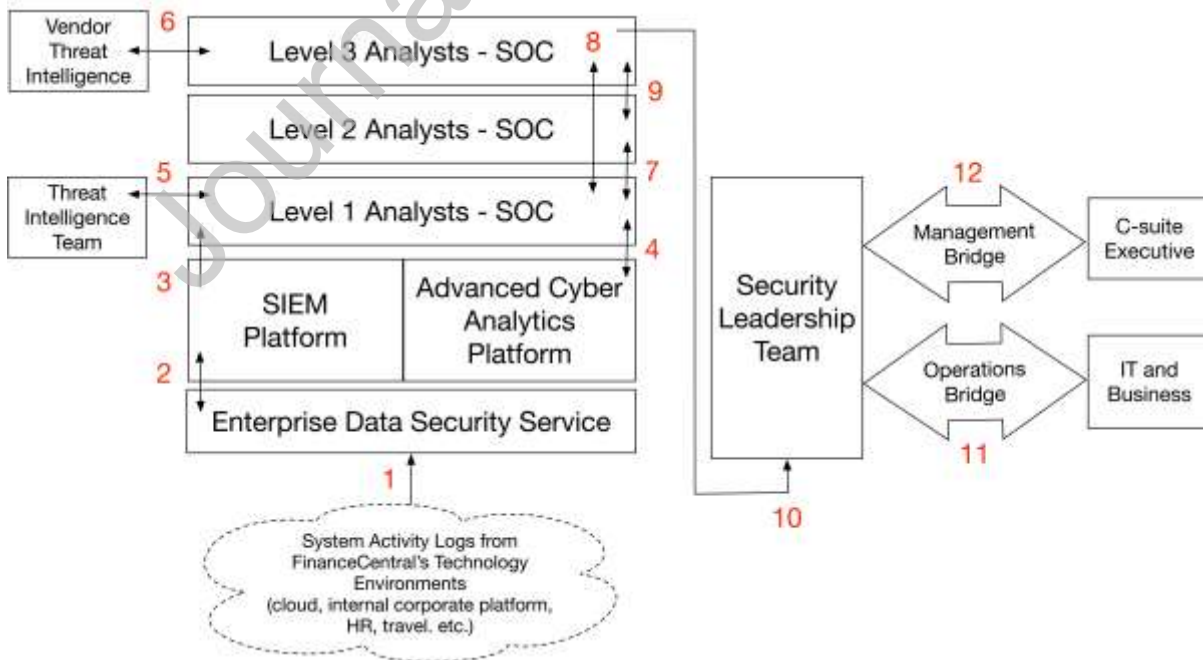 6
Vendor
Threat
Intelligence
Level 3 Analysts - SOC
8
9
Level 2 Analysts - SOC
5
7
Threat
Intelligence
Team
Level 1 Analysts - SOC
3
4
SIEM
Platform
Advanced Cyber
Analytics
Platform
2
Enterprise Data Security Service
1
System Activity Logs from
FinanceCentral's Technology
Environments
(cloud, internal corporate platform,
HR, travel. etc.)
10
Security
Leadership
Team
12
Management
Bridge
C-suite
Executive
Operations
Bridge
IT and
Business
11
Journa